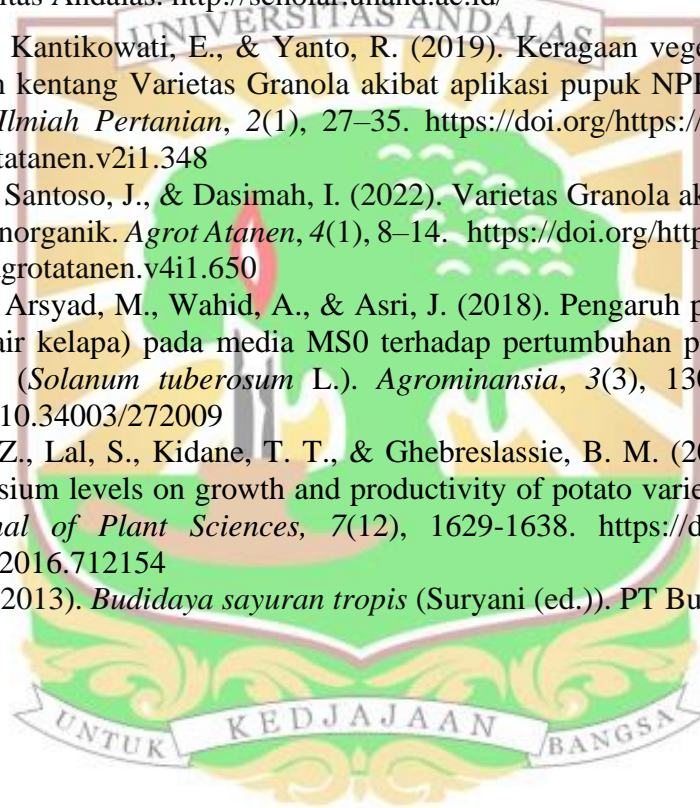 itas Andalas. http://scholar.unand.ac.id/
UNIVERSITAS ANDALAS
Kantikowati, E., & Yanto, R. (2019). Keragaan vege
n kentang Varietas Granola akibat aplikasi pupuk NPK
Ilmiah Pertanian, 2(1), 27–35. https://doi.org/https://
tatanen.v2i1.348
Santoso, J., & Dasimah, I. (2022). Varietas Granola ak
norganik. Agrot Atanen, 4(1), 8–14. https://doi.org/http
grotatanen.v4i1.650
Arsyad, M., Wahid, A., & Asri, J. (2018). Pengaruh p
air kelapa) pada media MS0 terhadap pertumbuhan p
(Solanum tuberosum L.). Agrominansia, 3(3), 130
10.34003/272009
Z., Lal, S., Kidane, T. T., & Ghebreslassie, B. M. (20
sium levels on growth and productivity of potato varie
nal of Plant Sciences, 7(12), 1629-1638. https://d
2016.712154
2013). Budidaya sayuran tropis (Suryani (ed.)). PT Bu
UNTUK KEDJAJAAN BANGSA